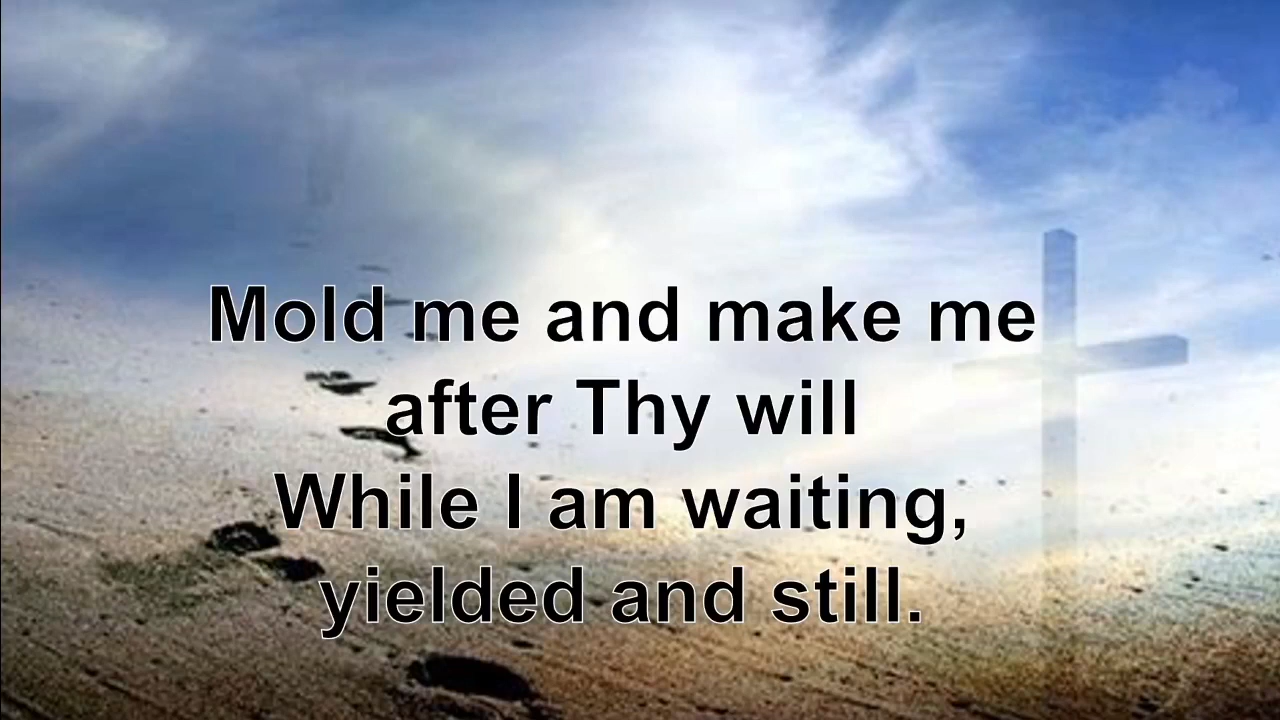 Mold me and make me
after Thy will
While I am waiting,
yielded and still.